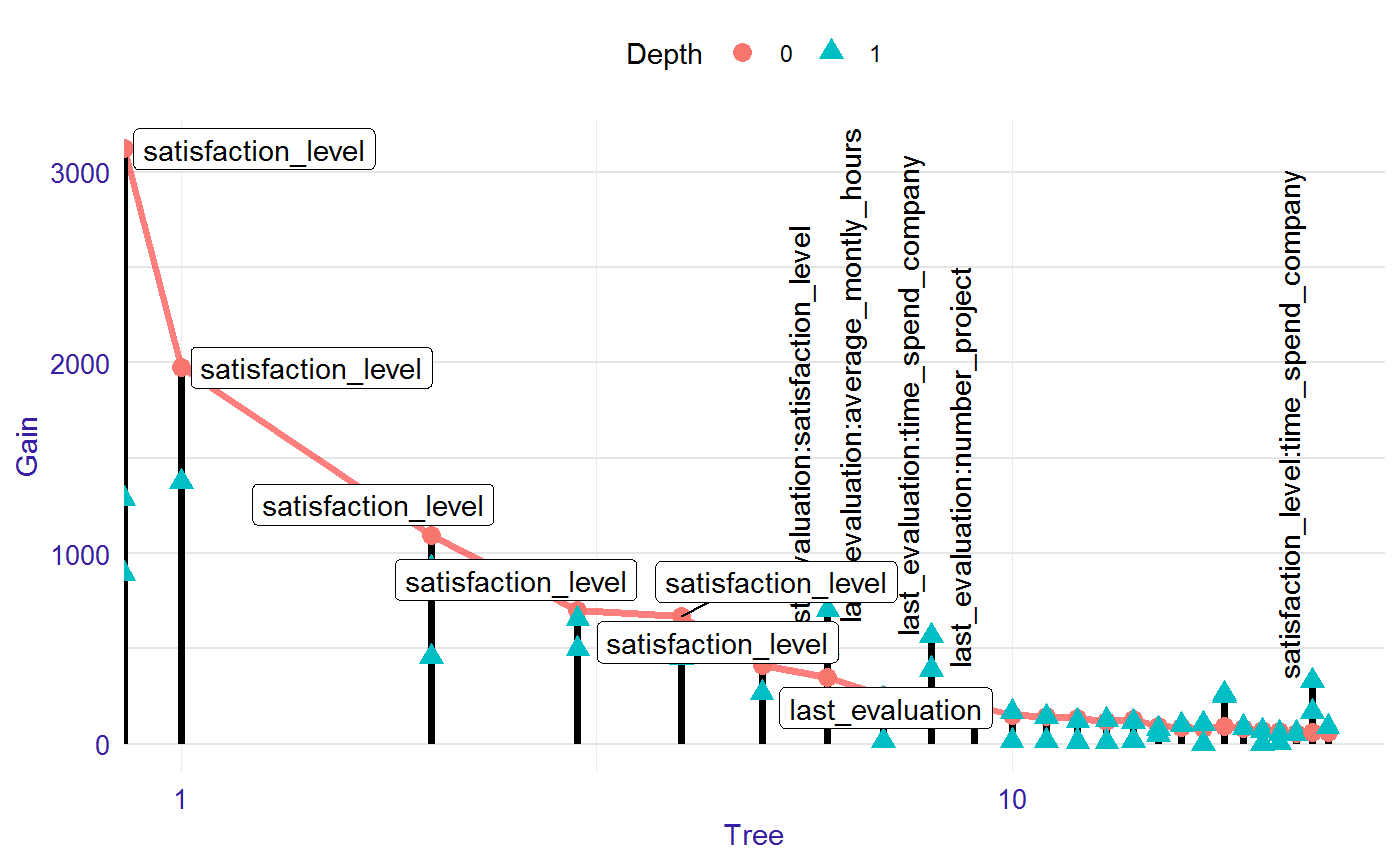 Depth 0 1
Gain
3000
2000
1000
0
satisfaction_level
satisfaction_level
satisfaction_level
satisfaction_level
satisfaction_level
satisfaction_level
last_evaluation
valuation:satisfaction_level
evaluation:average_montly_hours
last_evaluation:time_spend_company
last_evaluation:number_project
satisfaction_level:time_spend_company
1 10
Tree